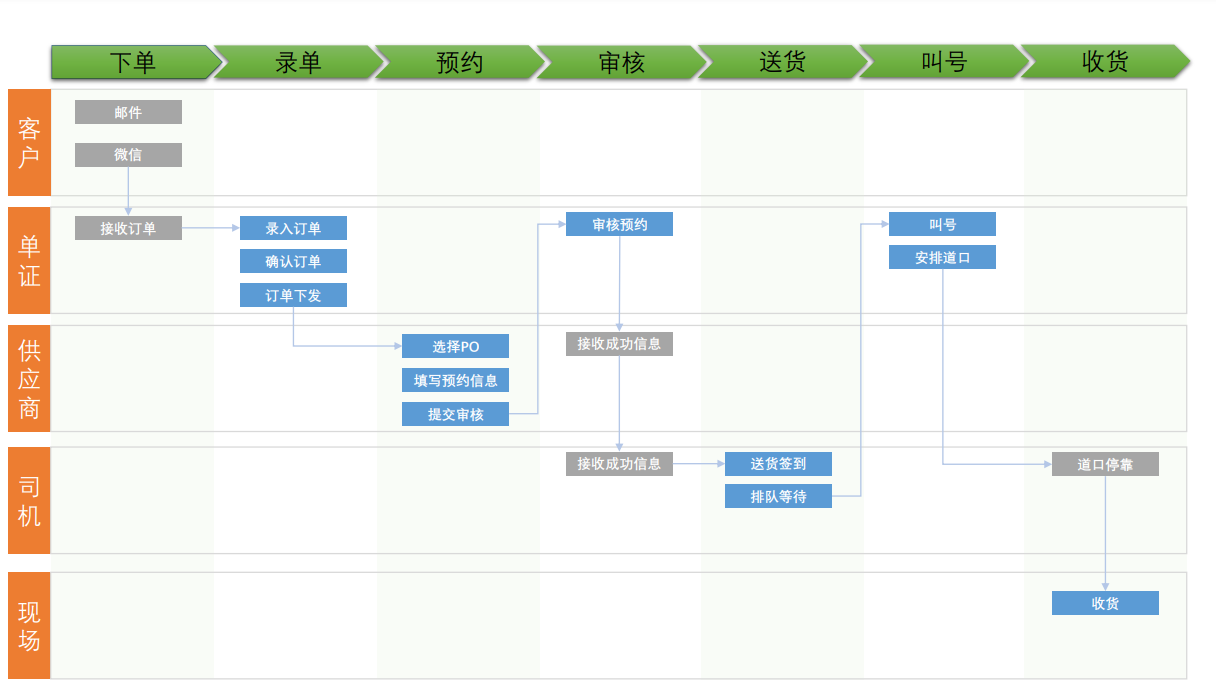 下单
录单
预约
审核
送货
叫号
收货
客户
邮件
微信
单证
接收订单
录入订单
确认订单
订单下发
审核预约
叫号
安排道口
供应商
选择PO
填写预约信息
提交审核
接收成功信息
司机
接收成功信息
送货签到
排队等待
道口停靠
现场
收货